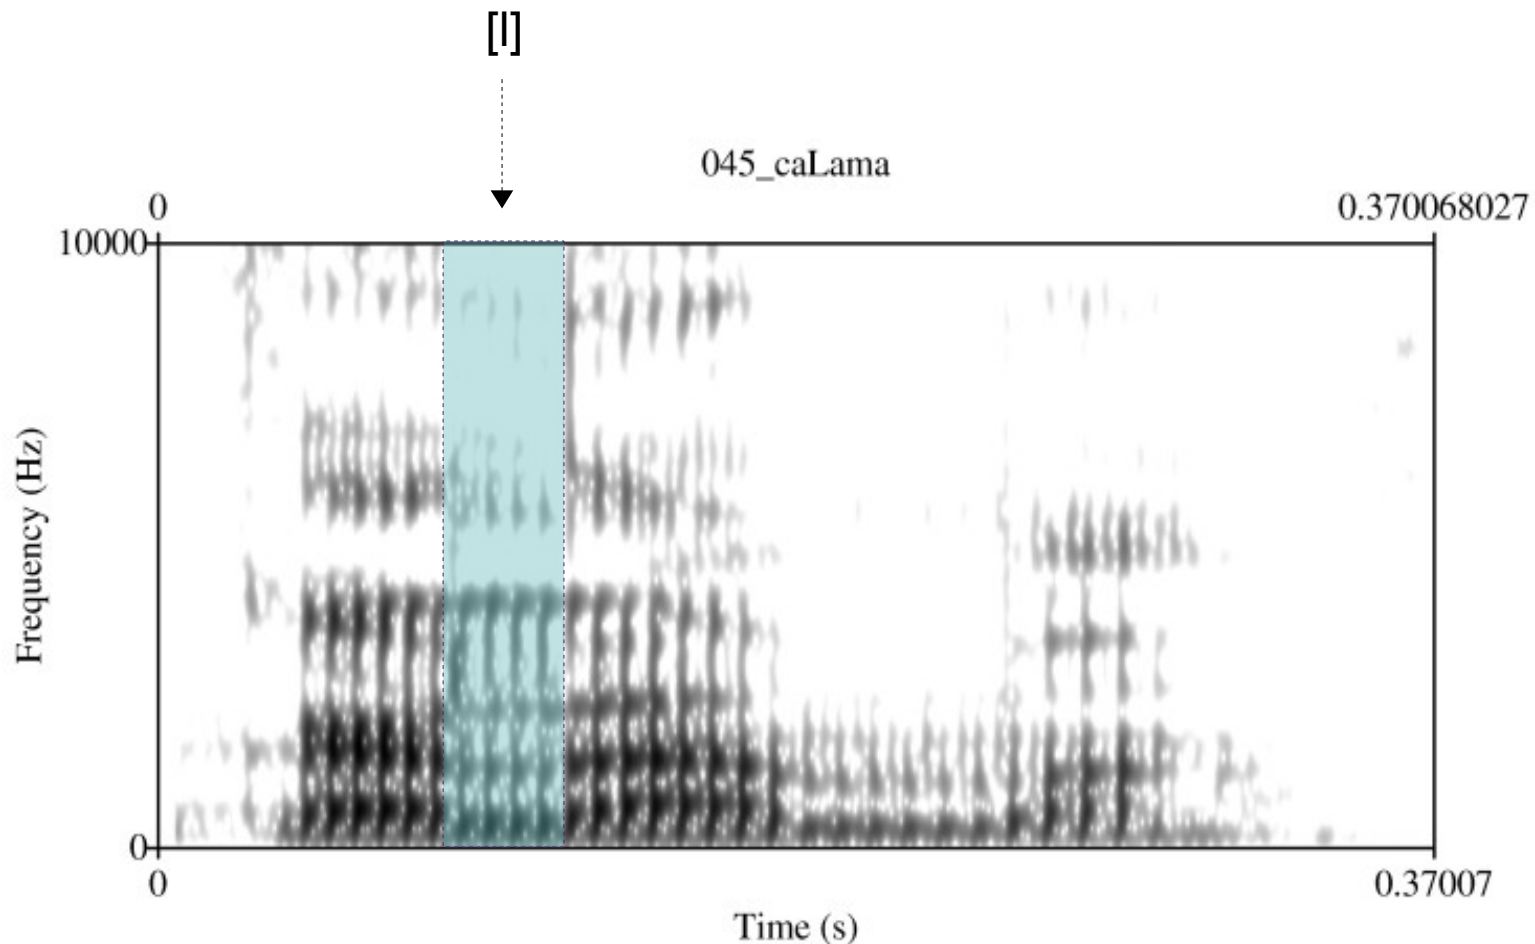 [l]
045_caLama
0 0.370068027
10000
Frequency (Hz)
0
0 0.37007
Time (s)